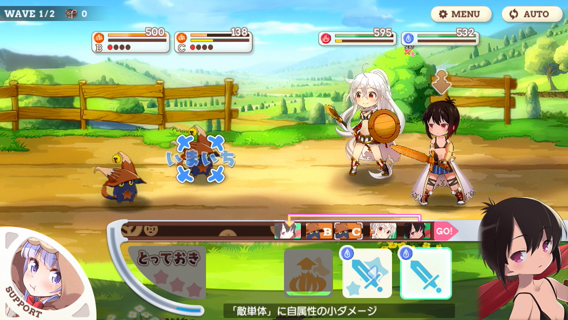 WAVE 1/2 0
MENU
AUTO
500
B
138
C
595
532
いまいち
B
C
GO!
とっておき
SUPPORT
「敵単体」に自属性の小ダメージ